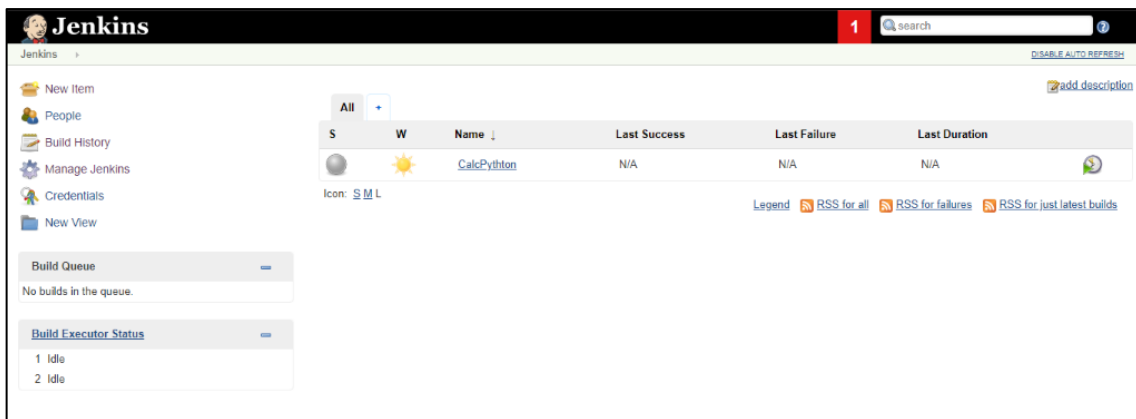 Jenkins
1
search
Jenkins
DISABLE AUTO REFRESH
New Item
People
Build History
Manage Jenkins
Credentials
New View
Build Queue
No builds in the queue.
Build Executor Status
1 Idle
2 Idle
add description
All +
S W Name ↓ Last Success Last Failure Last Duration
CalcPythton N/A N/A N/A
Icon: S M L
Legend RSS for all RSS for failures RSS for just latest builds